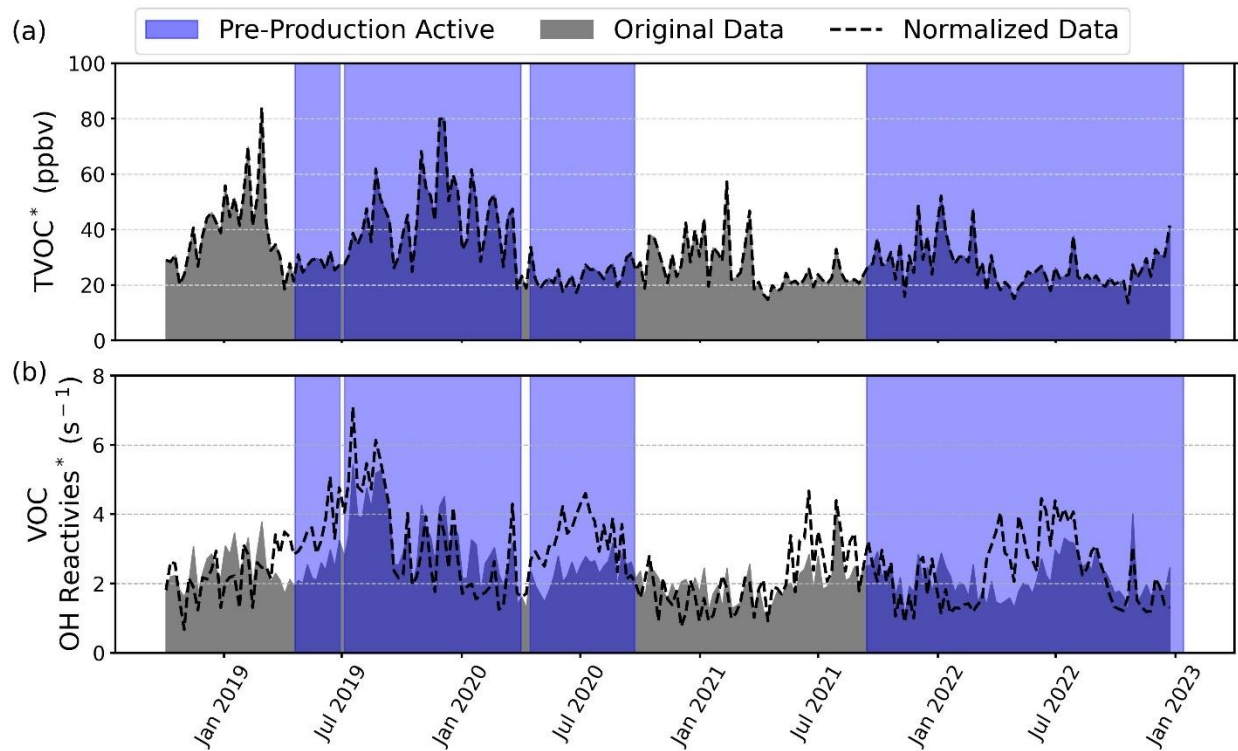 (a)
Pre-Production Active
Original Data
Normalized Data
TVOC* (ppbv)
100
80
60
40
20
0
(b)
VOC
OH Reactivies* (s−1)
8
6
4
2
0
Jan 2019
Jul 2019
Jan 2020
Jul 2020
Jan 2021
Jul 2021
Jan 2022
Jul 2022
Jan 2023